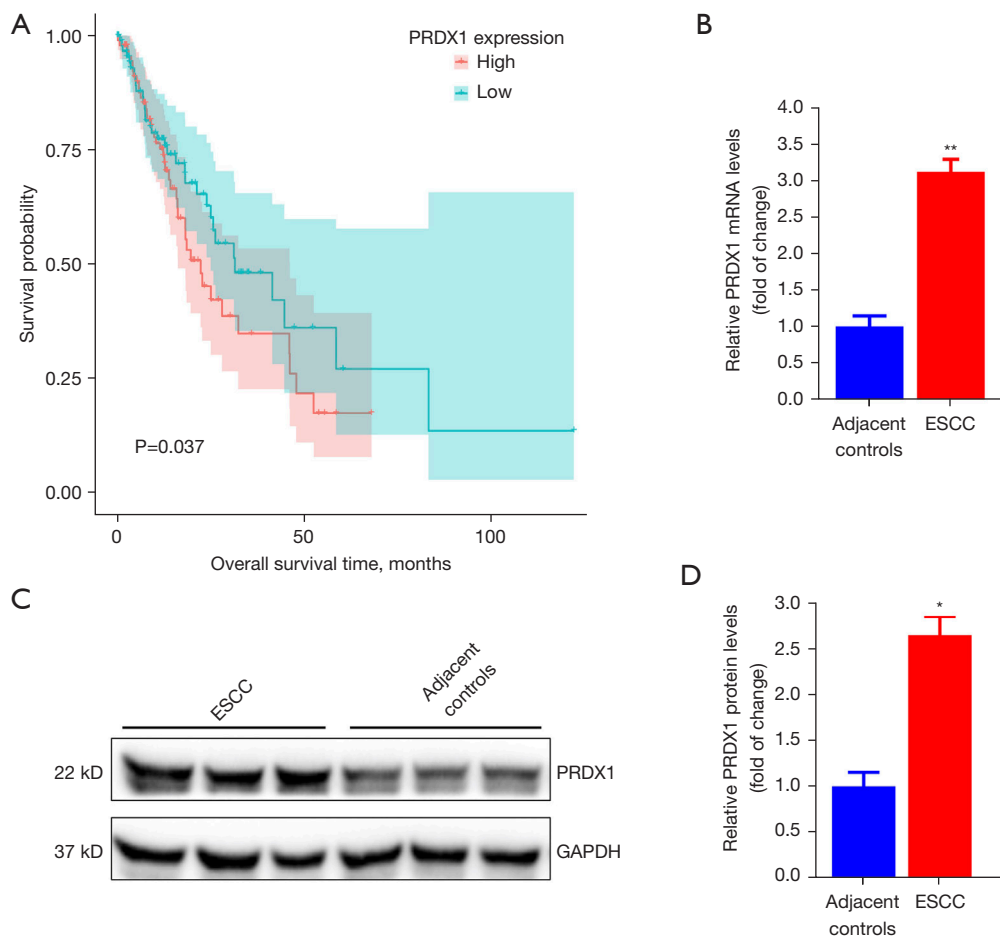 A
PRDX1 expression
High
Low
1.00
0.75
0.50
0.25
0.00
Survival probability
P=0.037
0
50
100
Overall survival time, months
B
4.0
3.5
3.0
2.5
2.0
1.5
1.0
0.5
0.0
Relative PRDX1 mRNA levels
(fold of change)
**
Adjacent
controls
ESCC
C
ESCC
Adjacent
controls
22 kD
PRDX1
37 kD
GAPDH
D
3.0
2.5
2.0
1.5
1.0
0.5
0.0
Relative PRDX1 protein levels
(fold of change)
*
Adjacent
controls
ESCC